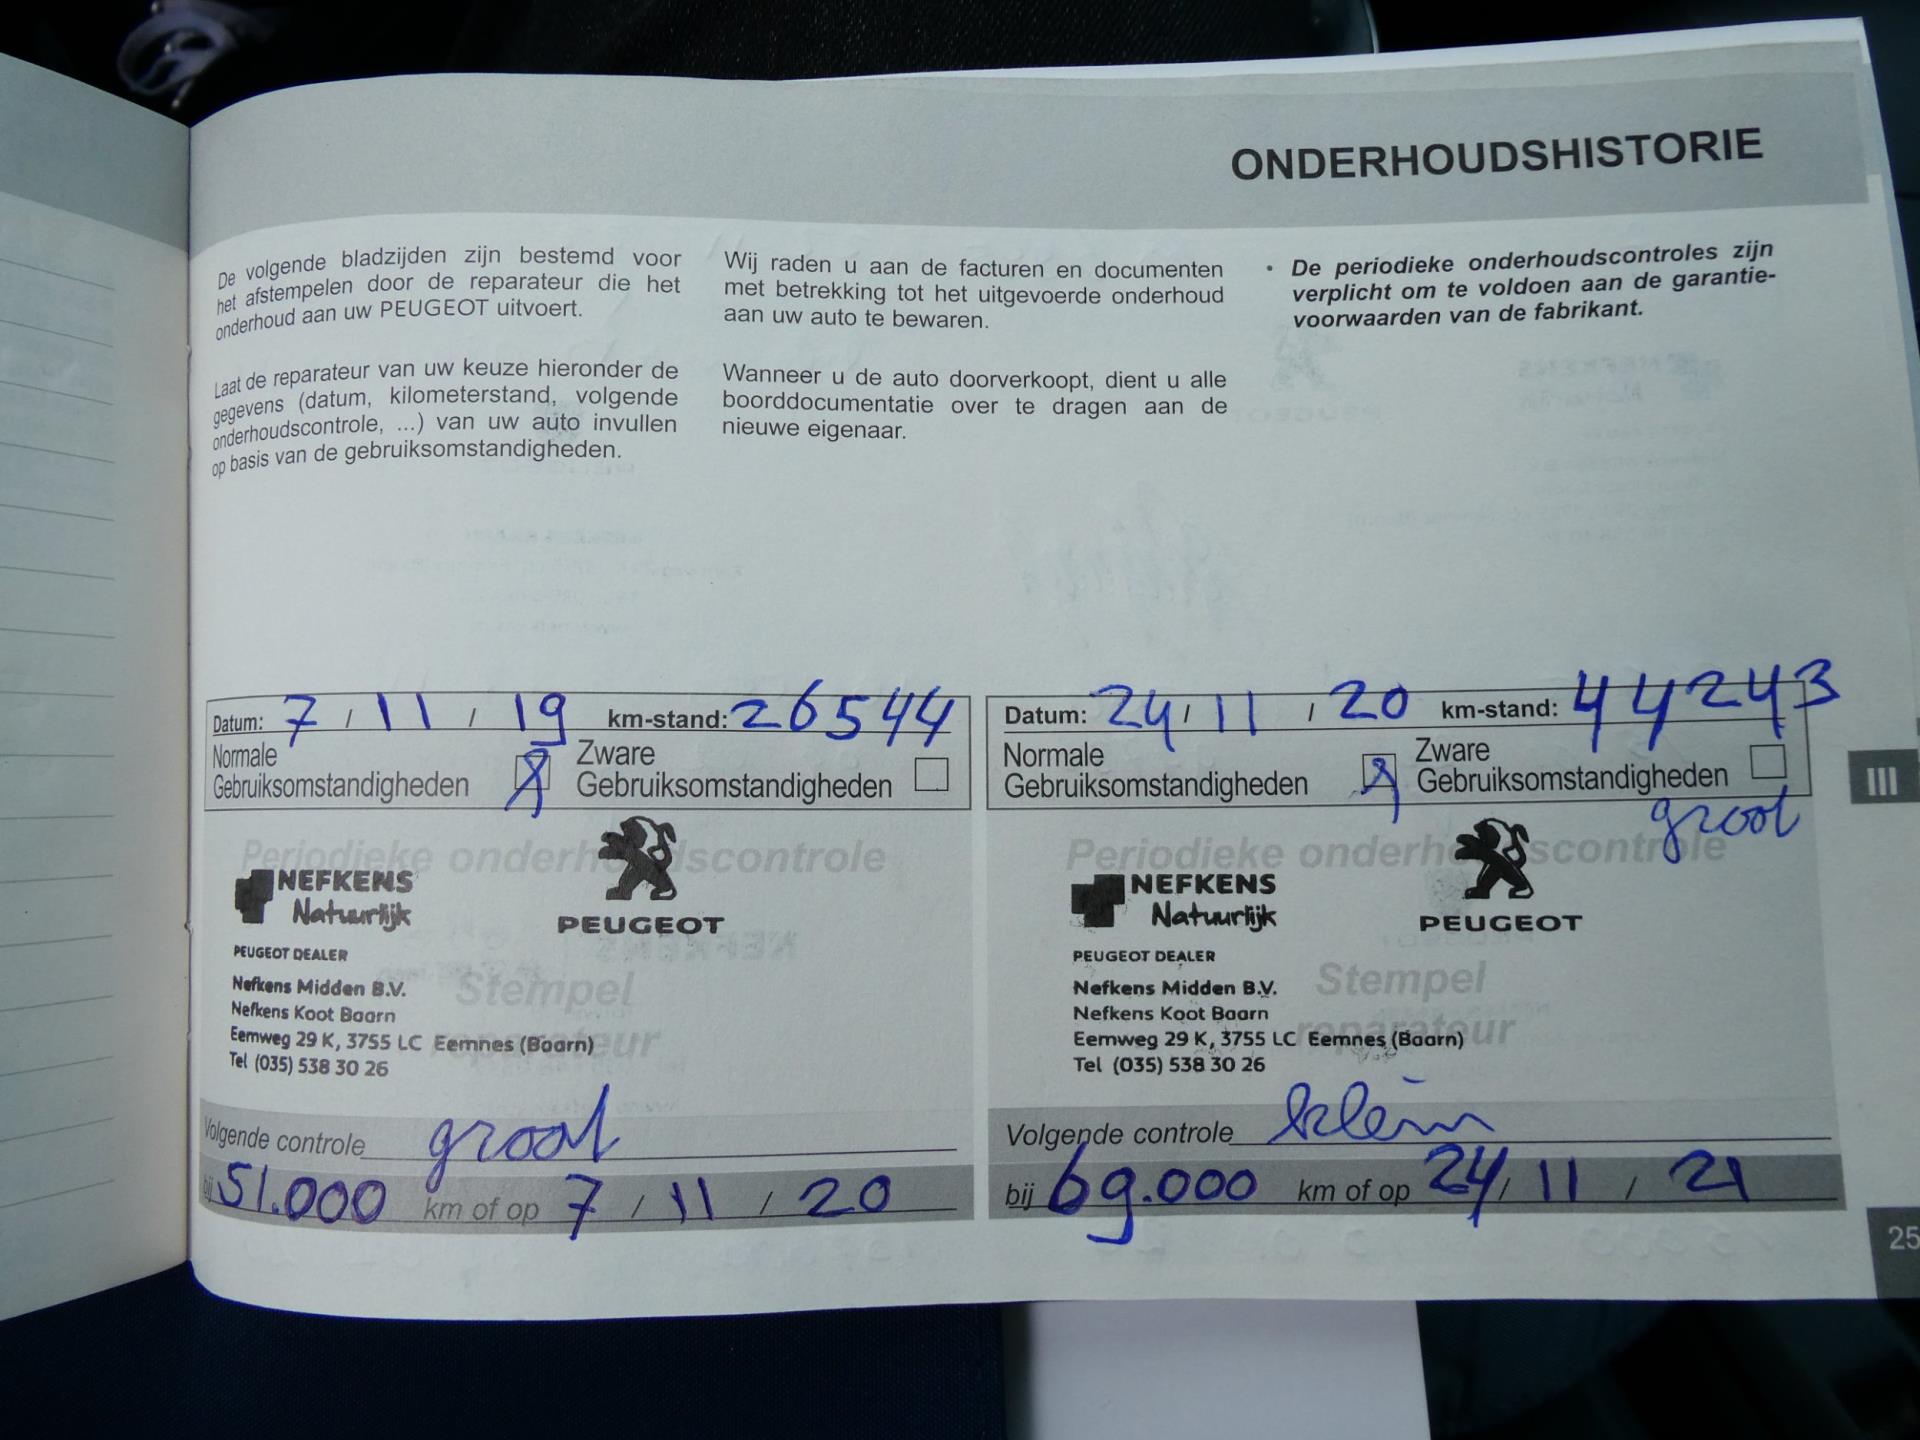 ONDERHOUDSHISTORIE
De volgende bladzijden zijn bestemd voor
het afstempelen door de reparateur die het
onderhoud aan uw PEUGEOT uitvoert.
Laat de reparateur van uw keuze hieronder de
gegevens (datum, kilometerstand, volgende
onderhoudscontrole, ...) van uw auto invullen
op basis van de gebruiksomstandigheden.
Wij raden u aan de facturen en documenten
met betrekking tot het uitgevoerde onderhoud
aan uw auto te bewaren.
Wanneer u de auto doorverkoopt, dient u alle
boorddocumentatie over te dragen aan de
nieuwe eigenaar.
• De periodieke onderhoudscontroles zijn
verplicht om te voldoen aan de garantie-
voorwaarden van de fabrikant.
Datum: 7 / 11 / 19 km-stand: 26544
Normale Zware
Gebruiksomstandigheden Gebruiksomstandigheden
Periodieke onderhoudscontrole
NEFKENS
Natuurlijk
PEUGEOT
PEUGEOT DEALER
Nefkens Midden B.V.
Stempel
Nefkens Koot Baarn
reparateur
Eemweg 29 K, 3755 LC Eemnes (Baarn)
Tel (035) 538 30 26
Volgende controle groot
bij 51.000 km of op 7 / 11 / 20
Datum: 24 / 11 / 20 km-stand: 44243
Normale Zware
Gebruiksomstandigheden Gebruiksomstandigheden
groot
Periodieke onderhoudscontrole
NEFKENS
Natuurlijk
PEUGEOT
PEUGEOT DEALER
Nefkens Midden B.V.
Stempel
Nefkens Koot Baarn
reparateur
Eemweg 29 K, 3755 LC Eemnes (Baarn)
Tel (035) 538 30 26
Volgende controle klein
bij 69.000 km of op 24 / 11 / 21
III
25